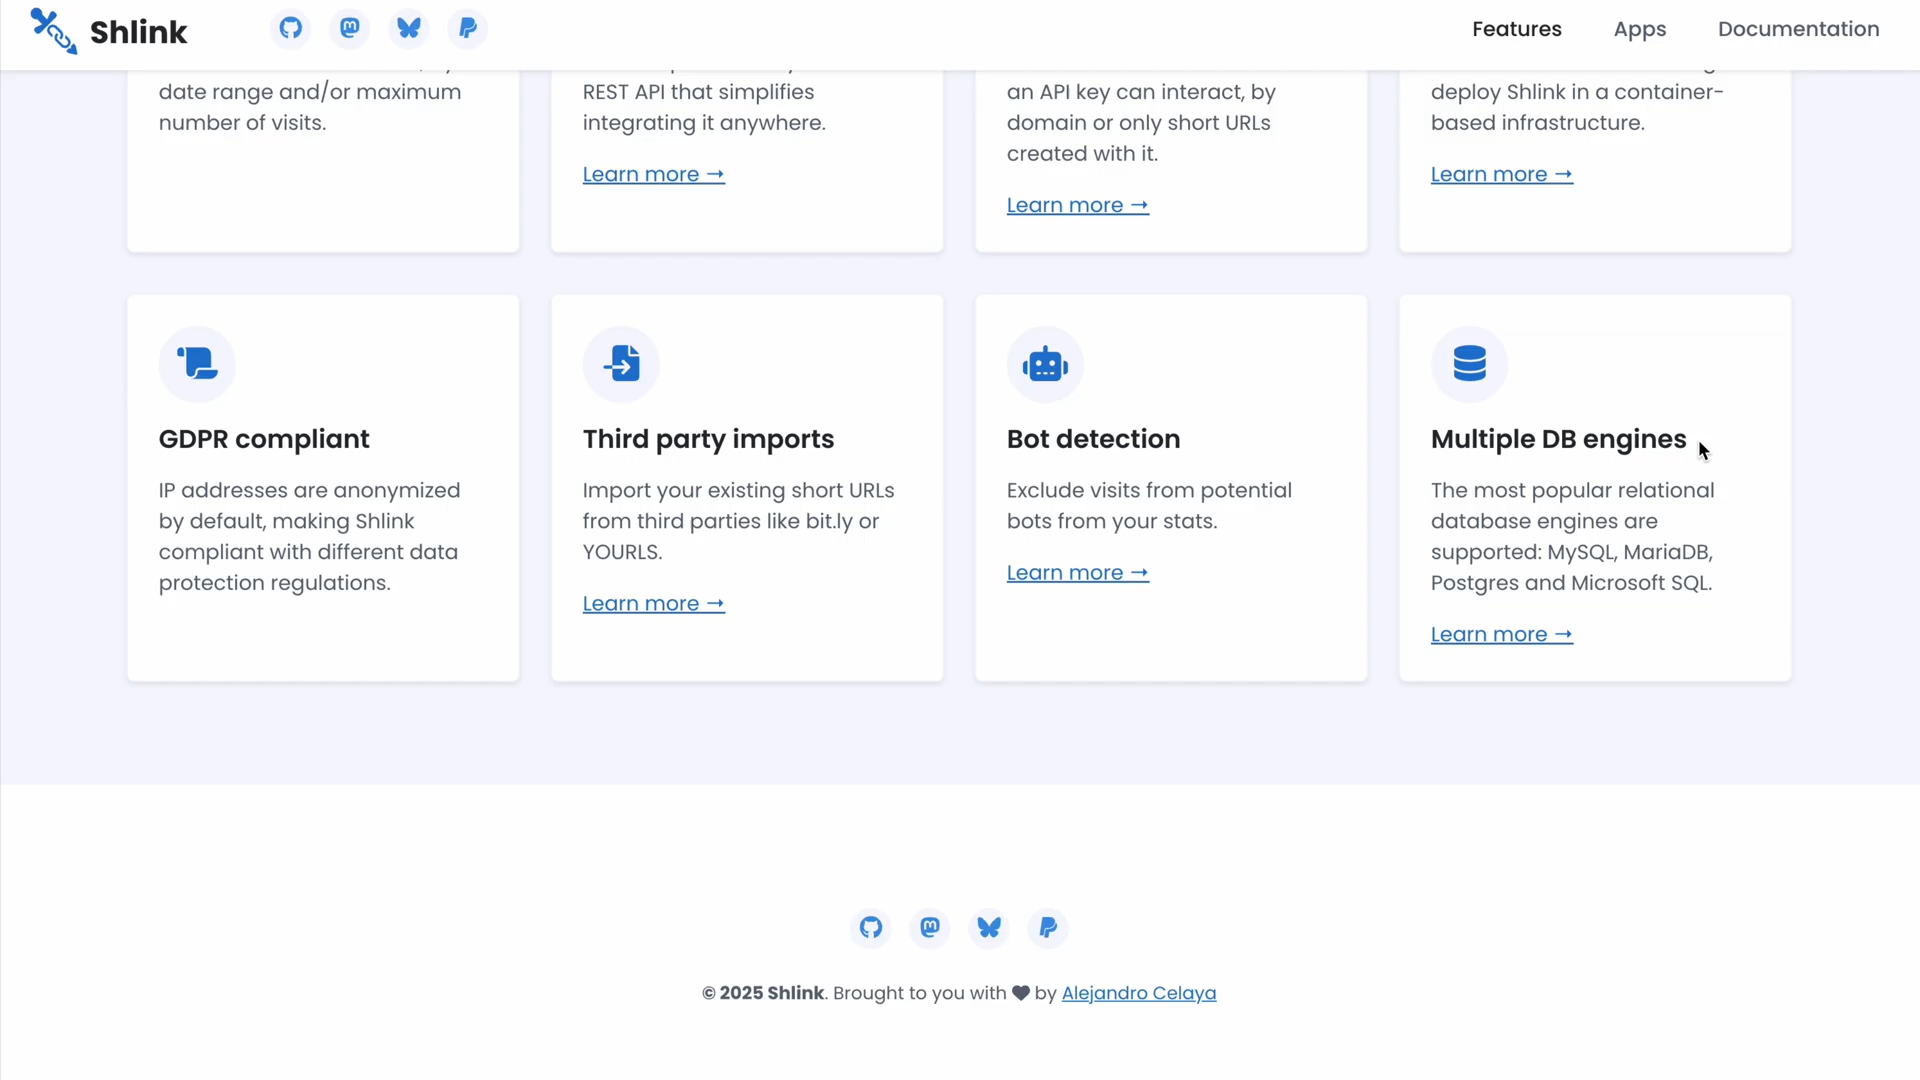 Shlink
Features
Apps
Documentation
date range and/or maximum
number of visits.
REST API that simplifies
integrating it anywhere.
Learn more →
an API key can interact, by
domain or only short URLs
created with it.
Learn more →
deploy Shlink in a container-
based infrastructure.
Learn more →
GDPR compliant
IP addresses are anonymized
by default, making Shlink
compliant with different data
protection regulations.
Third party imports
Import your existing short URLs
from third parties like bit.ly or
YOURLS.
Learn more →
Bot detection
Exclude visits from potential
bots from your stats.
Learn more →
Multiple DB engines
The most popular relational
database engines are
supported: MySQL, MariaDB,
Postgres and Microsoft SQL.
Learn more →
© 2025 Shlink. Brought to you with ♥ by Alejandro Celaya